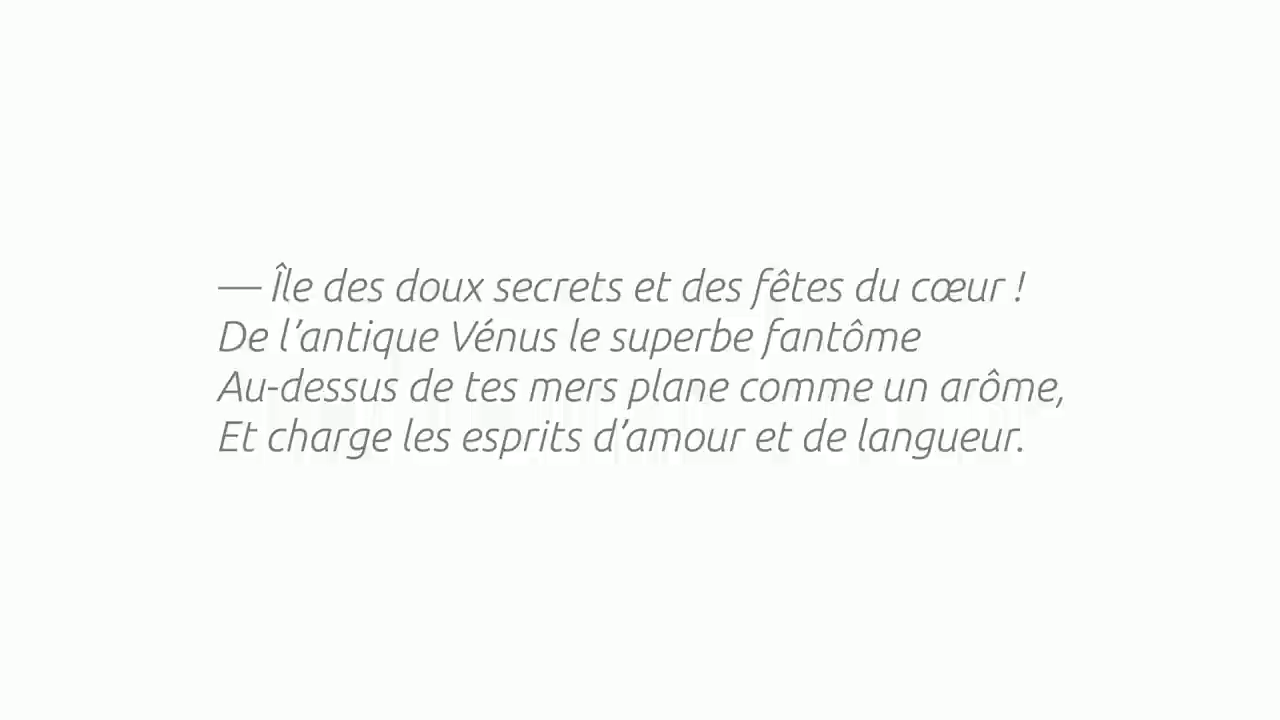 — Île des doux secrets et des fêtes du cœur !
De l’antique Vénus le superbe fantôme
Au-dessus de tes mers plane comme un arôme,
Et charge les esprits d’amour et de langueur.